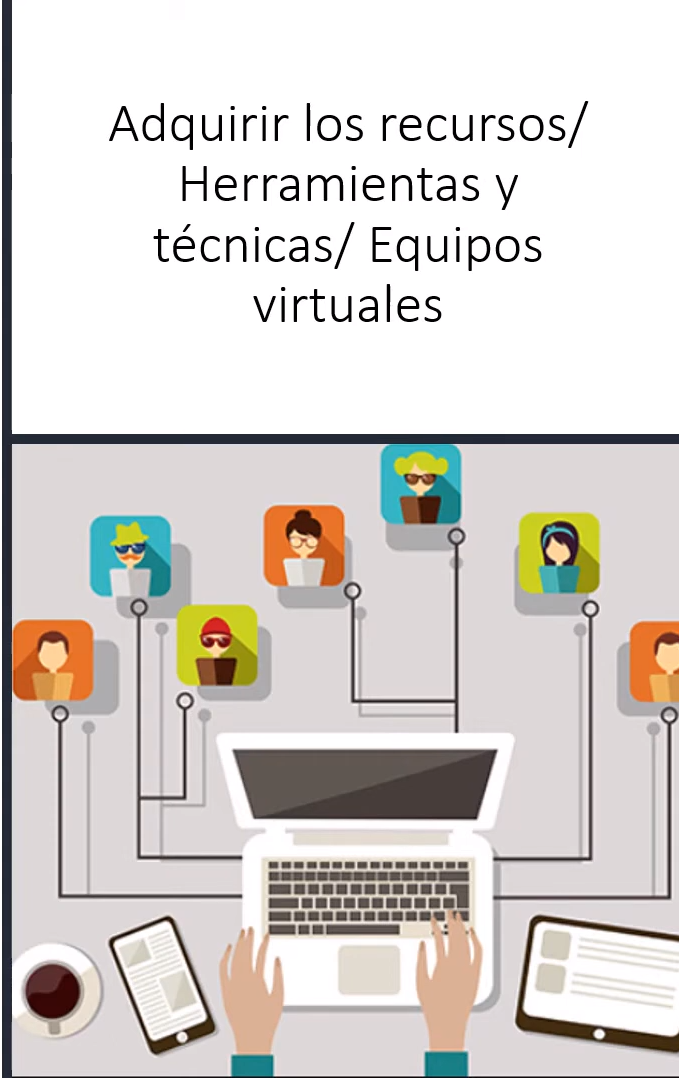 Adquirir los recursos/
Herramientas y
técnicas/ Equipos
virtuales